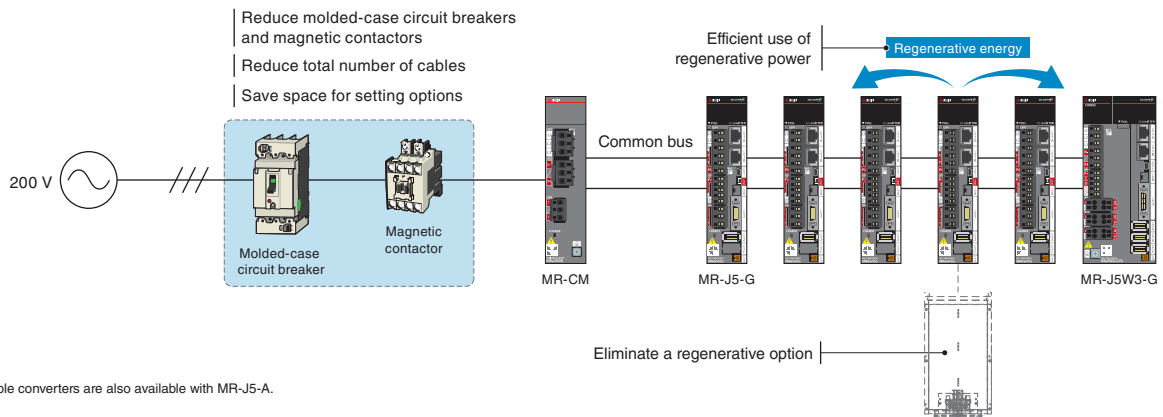 Reduce molded-case circuit breakers
and magnetic contactors
Reduce total number of cables
Save space for setting options
Efficient use of
regenerative power
Regenerative energy
Common bus
200 V
Molded-case
circuit breaker
Magnetic
contactor
MR-CM
MR-J5-G
MR-J5W3-G
Eliminate a regenerative option
ble converters are also available with MR-J5-A.